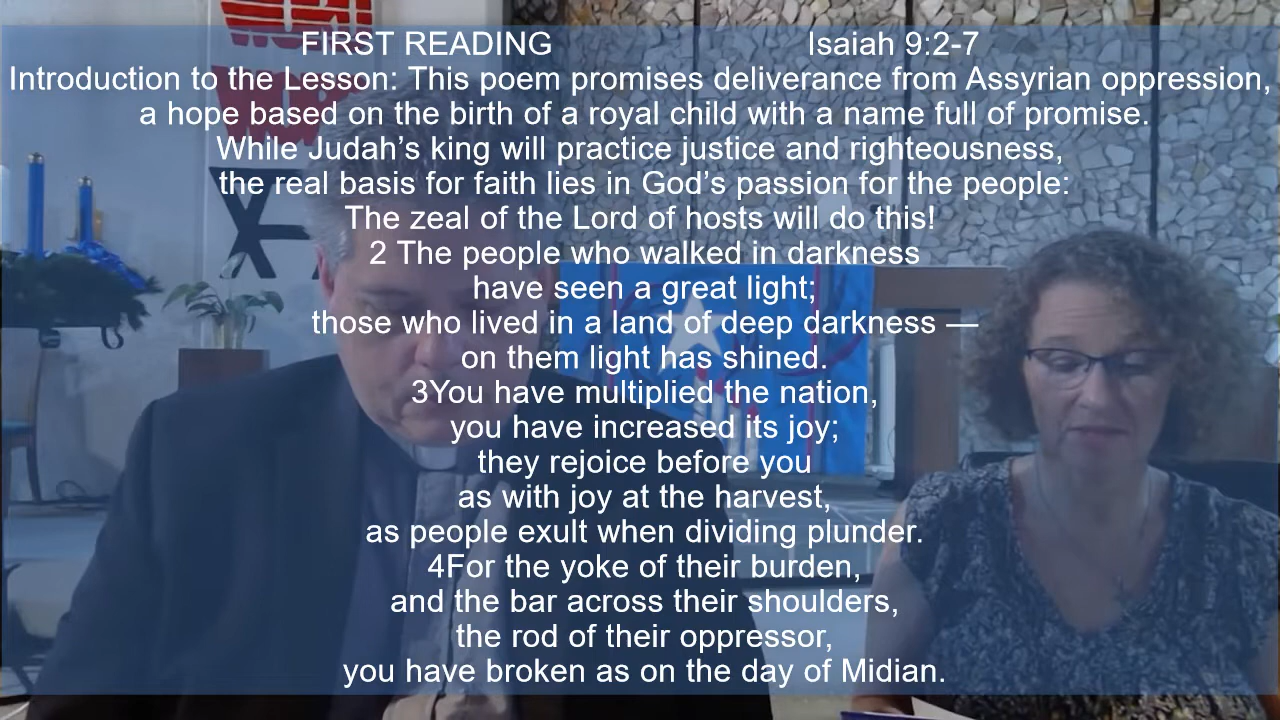 FIRST READING Isaiah 9:2-7
Introduction to the Lesson: This poem promises deliverance from Assyrian oppression,
a hope based on the birth of a royal child with a name full of promise.
While Judah’s king will practice justice and righteousness,
the real basis for faith lies in God’s passion for the people:
The zeal of the Lord of hosts will do this!
2 The people who walked in darkness
have seen a great light;
those who lived in a land of deep darkness —
on them light has shined.
3You have multiplied the nation,
you have increased its joy;
they rejoice before you
as with joy at the harvest,
as people exult when dividing plunder.
4For the yoke of their burden,
and the bar across their shoulders,
the rod of their oppressor,
you have broken as on the day of Midian.